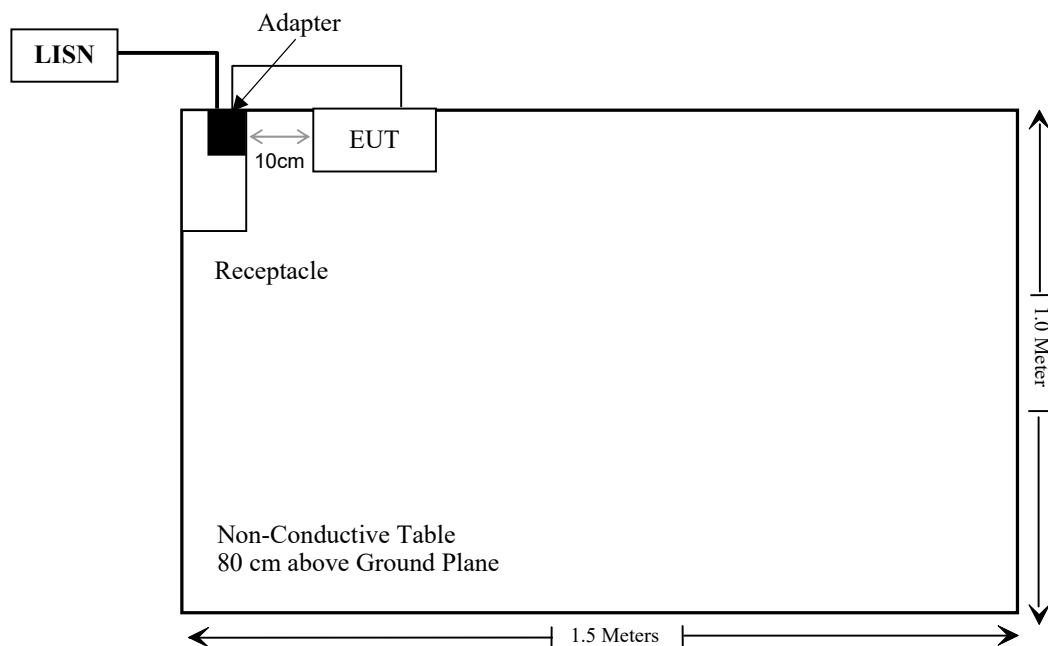 Adapter
LISN
EUT
10cm
Receptacle
1.0 Meter
Non-Conductive Table
80 cm above Ground Plane
1.5 Meters